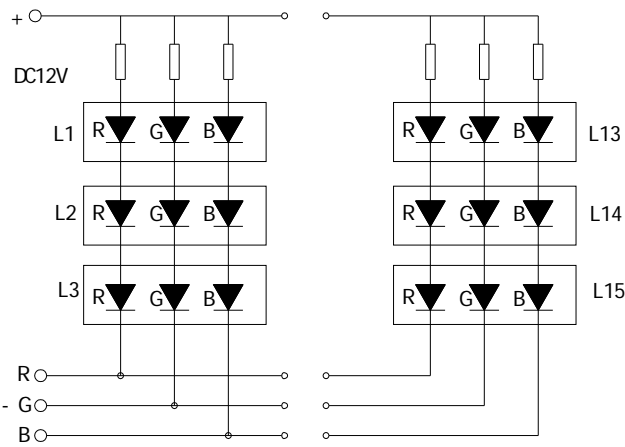 +
DC12V
L1 R G B R G B L13
L2 R G B R G B L14
L3 R G B R G B L15
R
- G
B